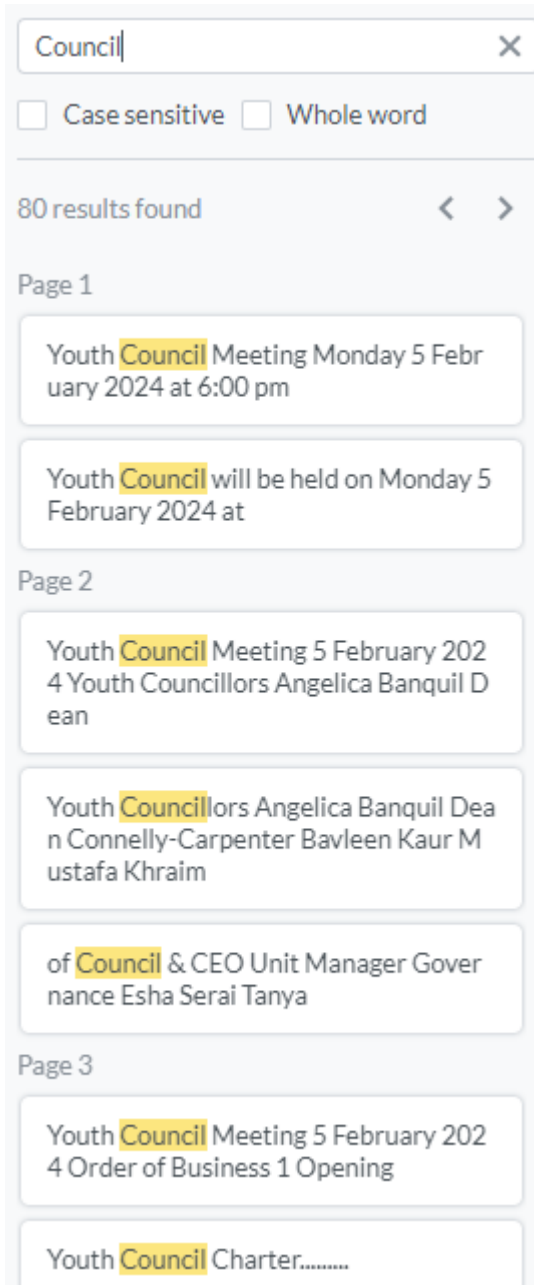 Council
Case sensitive Whole word
80 results found
Page 1
Youth Council Meeting Monday 5 Febr
uary 2024 at 6:00 pm
Youth Council will be held on Monday 5
February 2024 at
Page 2
Youth Council Meeting 5 February 202
4 Youth Councillors Angelica Banquil D
ean
Youth Councillors Angelica Banquil Dea
n Connelly-Carpenter Bavleen Kaur M
ustafa Khraim
of Council & CEO Unit Manager Gover
nance Esha Serai Tanya
Page 3
Youth Council Meeting 5 February 202
4 Order of Business 1 Opening
Youth Council Charter.........